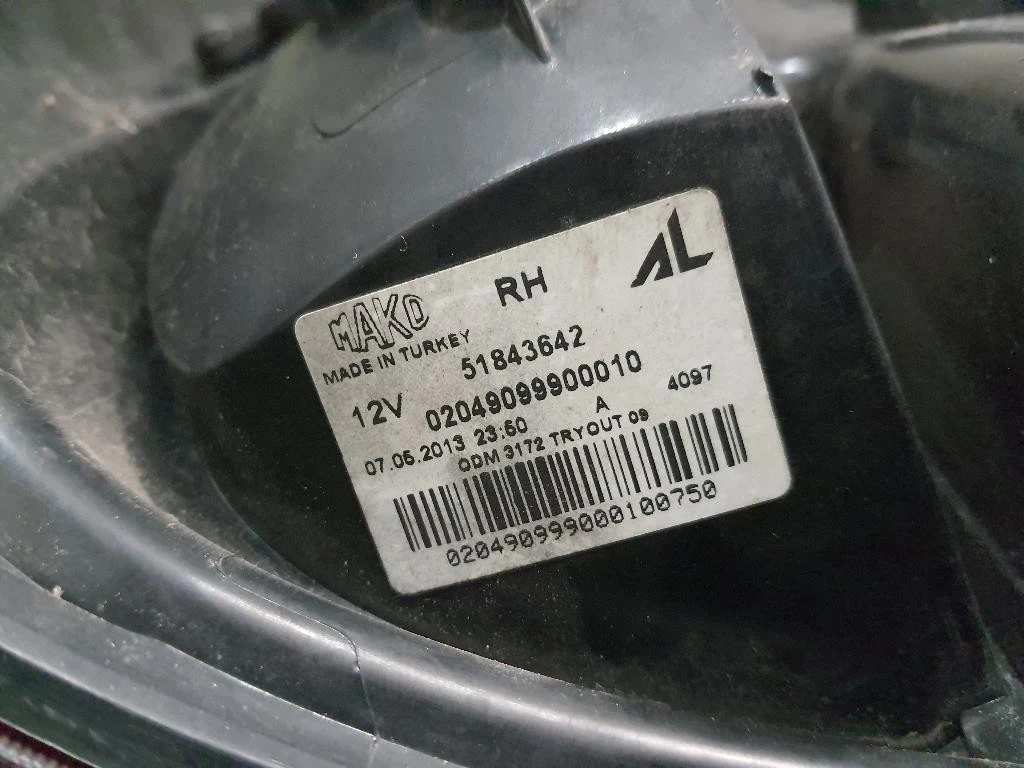 MAKO RH AL
MADE IN TURKEY
51843642
12V 02049099900010
A 4097
07.05.2013 23:50
ODM 3172 TRYOUT 09
020490999000100750